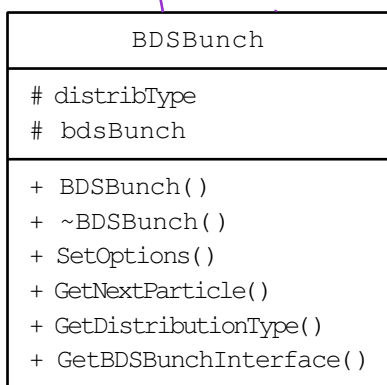 BDSBunch
# distribType
# bdsBunch
+ BDSBunch()
+ ~BDSBunch()
+ SetOptions()
+ GetNextParticle()
+ GetDistributionType()
+ GetBDSBunchInterface()